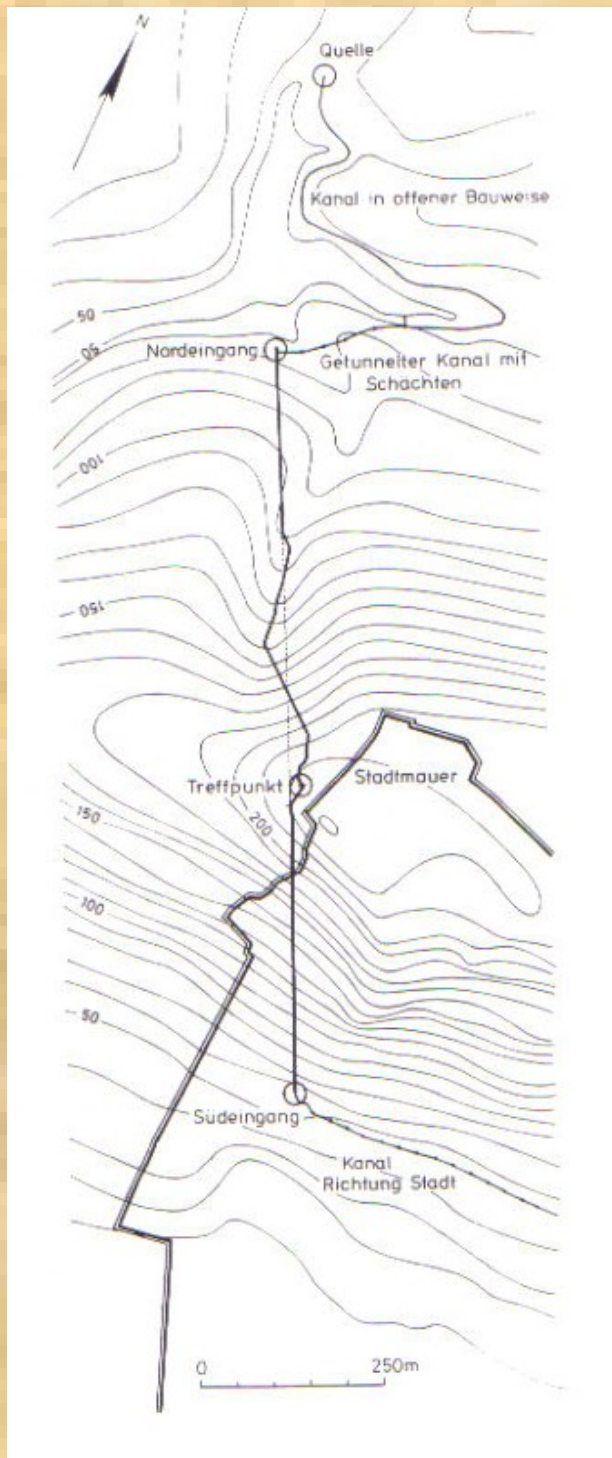 N
Quelle
Kanal in offener Bauweise
50
50
Nordeingang
Getunnelter Kanal mit
Schächten
100
150
Treffpunkt
Stadtmauer
200
150
100
50
Südeingang
Kanal
Richtung Stadt
0
250m